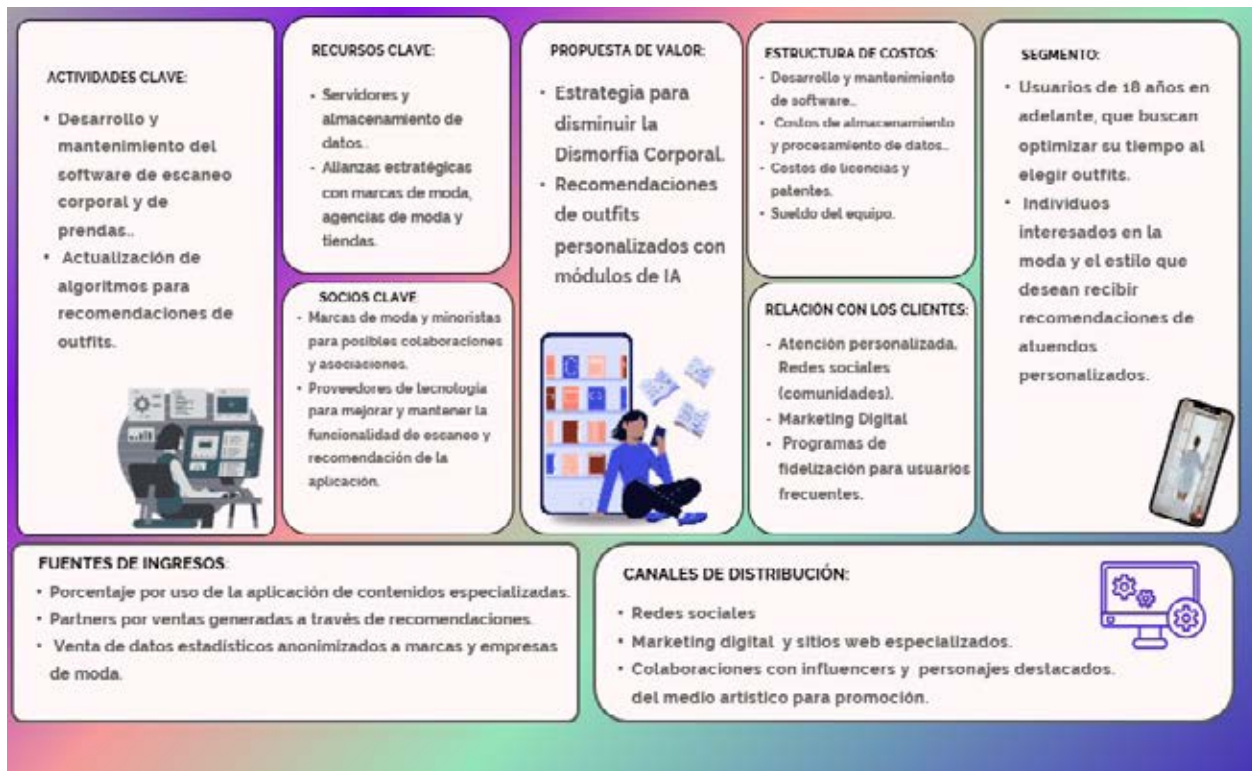 ACTIVIDADES CLAVE:
• Desarrollo y
mantenimiento del
software de escaneo
corporal y de
prendas..
• Actualización de
algoritmos para
recomendaciones de
outfits.
RECURSOS CLAVE:
• Servidores y
almacenamiento de
datos..
- Alianzas estratégicas
con marcas de moda,
agencias de moda y
tiendas.
SOCIOS CLAVE
- Marcas de moda y minoristas
para posibles colaboraciones
y asociaciones.
• Proveedores de tecnología
para mejorar y mantener la
funcionalidad de escaneo y
recomendación de la
aplicación.
PROPUESTA DE VALOR:
• Estrategia para
disminuir la
Dismorfia Corporal.
• Recomendaciones
de outfits
personalizados con
módulos de IA
ESTRUCTURA DE COSTOS:
- Desarrollo y mantenimiento
de software..
• Costos de almacenamiento
y procesamiento de datos..
- Costos de licencias y
patentes.
• Sueldo del equipo.
RELACIÓN CON LOS CLIENTES:
- Atención personalizada,
Redes sociales
(comunidades).
- Marketing Digital
• Programas de
fidelización para usuarios
frecuentes.
SEGMENTO:
• Usuarios de 18 años en
adelante, que buscan
optimizar su tiempo al
elegir outfits.
• Individuos
interesados en la
moda y el estilo que
desean recibir
recomendaciones de
atuendos
personalizados.
FUENTES DE INGRESOS:
• Porcentaje por uso de la aplicación de contenidos especializadas.
• Partners por ventas generadas a través de recomendaciones.
• Venta de datos estadísticos anonimizados a marcas y empresas
de moda.
CANALES DE DISTRIBUCIÓN:
• Redes sociales
• Marketing digital y sitios web especializados.
• Colaboraciones con influencers y personajes destacados.
del medio artístico para promoción.